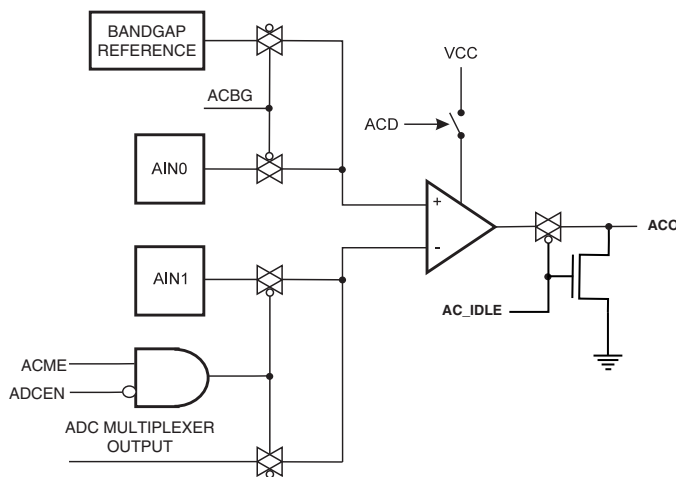 BANDGAP
REFERENCE
VCC
ACBG
ACD
AIN0
+
-
ACO
AIN1
AC_IDLE
ACME
ADCEN
ADC MULTIPLEXER
OUTPUT